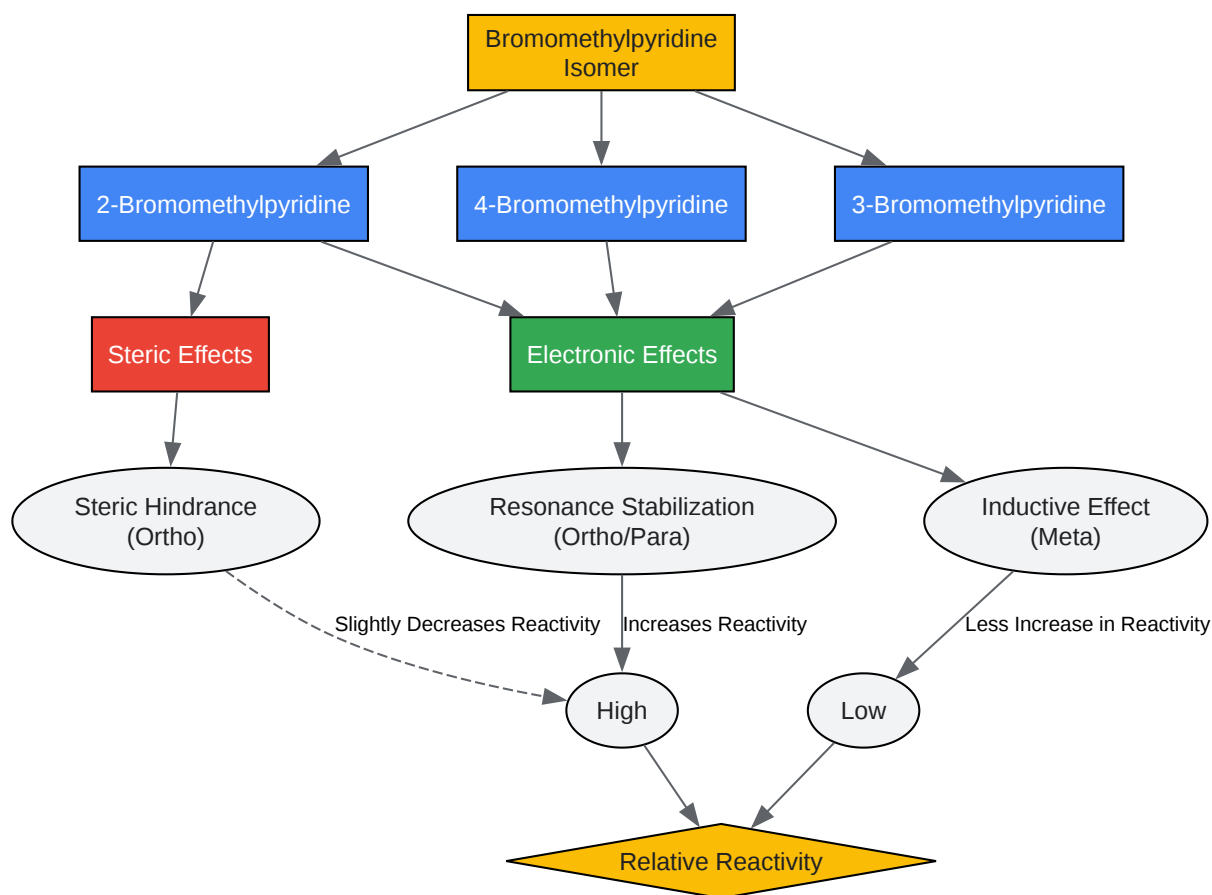 Bromomethylpyridine
Isomer
2-Bromomethylpyridine
4-Bromomethylpyridine
3-Bromomethylpyridine
Steric Effects
Electronic Effects
Steric Hindrance
(Ortho)
Resonance Stabilization
(Ortho/Para)
Inductive Effect
(Meta)
Slightly Decreases Reactivity
Increases Reactivity
Less Increase in Reactivity
High
Low
Relative Reactivity